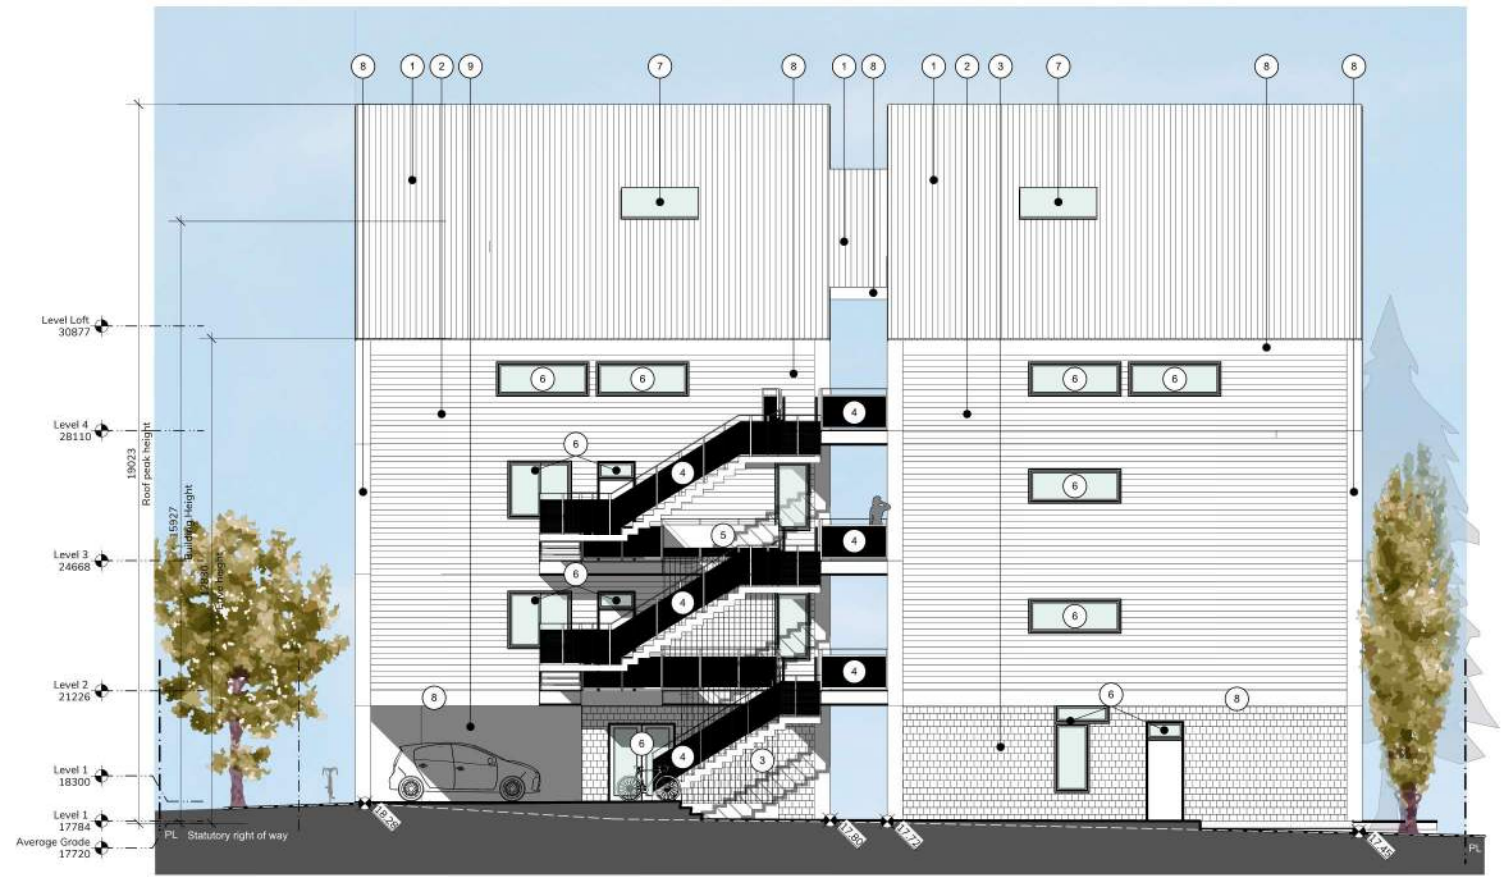 8 1 2 9 7 8 1 8 1 2 3 7 8 8
Level Loft
30877
6 6 6 6
Level 4
28110
4
19023
Roof peak height
6
4
6
15927
Building Height
5
4
Level 3
24668
6
Eave height
4
6
4
Level 2
21226
8
6
8
6
4
3
Level 1
18300
18.28
Level 1
17784
17.80
17.72
17.45
PL Statutory right of way
Average Grade
17720
PL